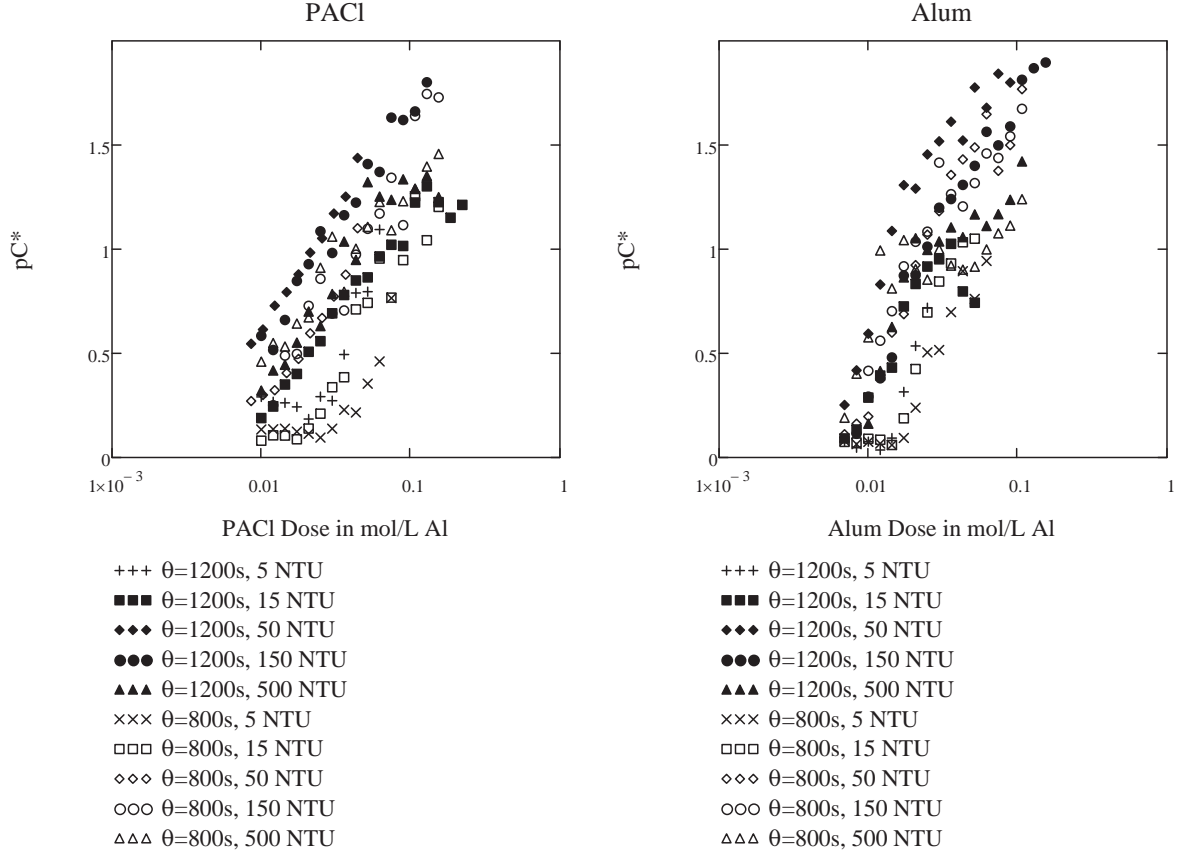 PACl
pC*
1.5
1
0.5
0
1×10⁻³
0.01
0.1
1
PACl Dose in mol/L Al
+++ θ=1200s, 5 NTU
■■■ θ=1200s, 15 NTU
◆◆◆ θ=1200s, 50 NTU
●●● θ=1200s, 150 NTU
▲▲▲ θ=1200s, 500 NTU
××× θ=800s, 5 NTU
□□□ θ=800s, 15 NTU
◇◇◇ θ=800s, 50 NTU
○○○ θ=800s, 150 NTU
△△△ θ=800s, 500 NTU
Alum
pC*
1.5
1
0.5
0
1×10⁻³
0.01
0.1
1
Alum Dose in mol/L Al
+++ θ=1200s, 5 NTU
■■■ θ=1200s, 15 NTU
◆◆◆ θ=1200s, 50 NTU
●●● θ=1200s, 150 NTU
▲▲▲ θ=1200s, 500 NTU
××× θ=800s, 5 NTU
□□□ θ=800s, 15 NTU
◇◇◇ θ=800s, 50 NTU
○○○ θ=800s, 150 NTU
△△△ θ=800s, 500 NTU